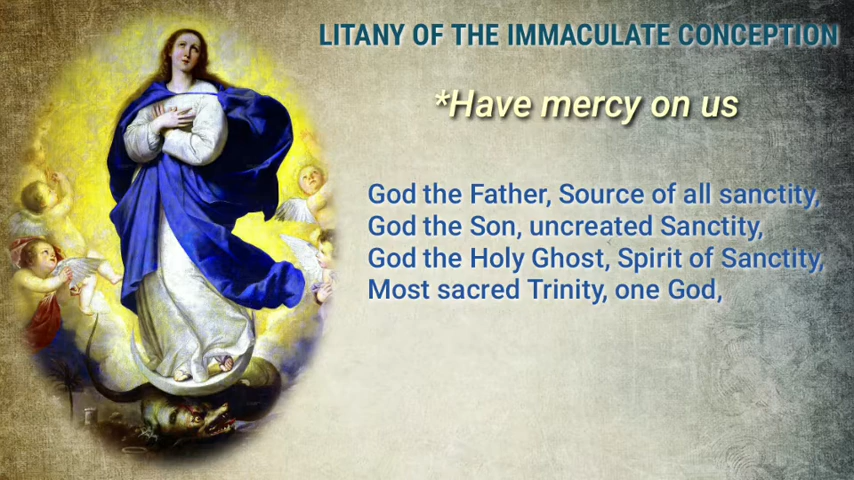 LITANY OF THE IMMACULATE CONCEPTION
*Have mercy on us
God the Father, Source of all sanctity,
God the Son, uncreated Sanctity,
God the Holy Ghost, Spirit of Sanctity,
Most sacred Trinity, one God,